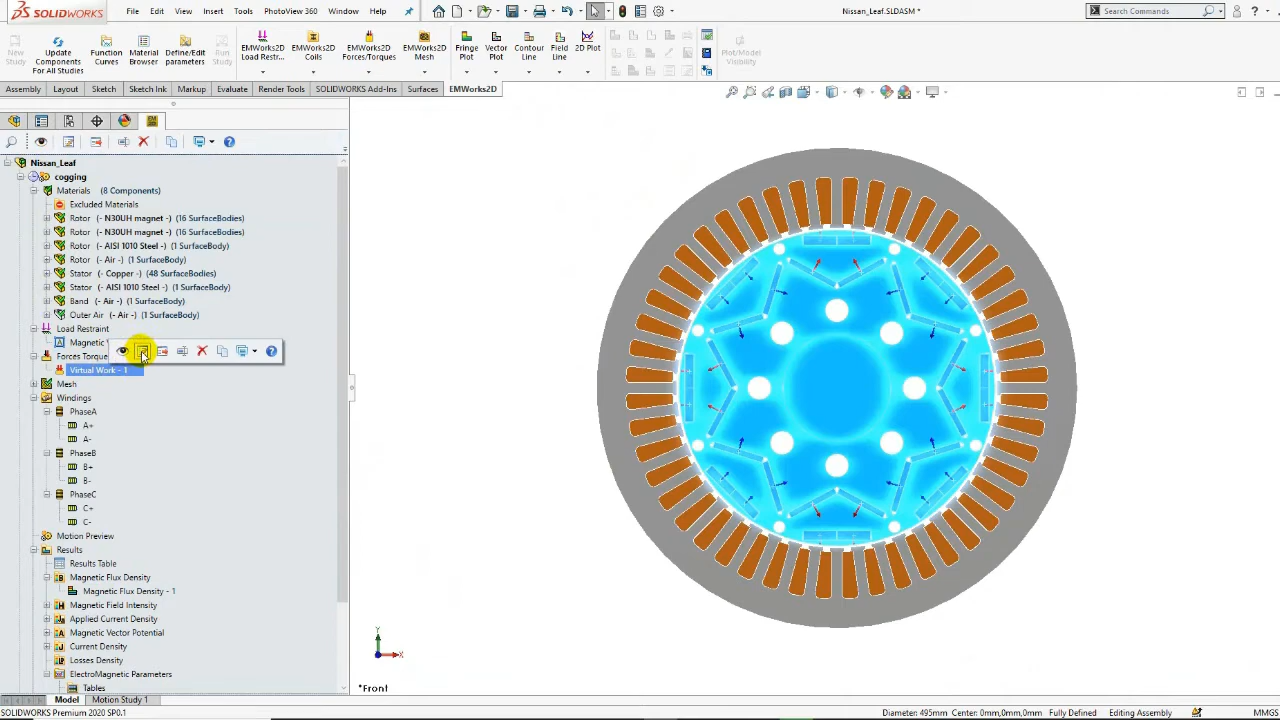 SOLIDWORKS File Edit View Insert Tools PhotoView 360 Window Help Nissan_Leaf.SLDASM * Search Commands
New Study
Update Components For All Studies
Function Curves
Material Browser
Define/Edit parameters
Run Study
EMWorks2D Load Restr...
EMWorks2D Coils
EMWorks2D Forces/Torques
EMWorks2D Mesh
Fringe Plot
Vector Plot
Contour Line
Field Line
2D Plot
Plot/Model Visibility
Assembly Layout Sketch Sketch Ink Markup Evaluate Render Tools SOLIDWORKS Add-Ins Surfaces EMWorks2D
Nissan_Leaf
cogging
Materials (8 Components)
Excluded Materials
Rotor (- N30UH magnet -) (16 SurfaceBodies)
Rotor (- N30UH magnet -) (16 SurfaceBodies)
Rotor (- AISI 1010 Steel -) (1 SurfaceBody)
Rotor (- Air -) (1 SurfaceBody)
Stator (- Copper -) (48 SurfaceBodies)
Stator (- AISI 1010 Steel -) (1 SurfaceBody)
Band (- Air -) (1 SurfaceBody)
Outer Air (- Air -) (1 SurfaceBody)
Load Restraint
Magnetic
Forces Torque
Virtual Work - 1
Mesh
Windings
PhaseA
A+
A-
PhaseB
B+
B-
PhaseC
C+
C-
Motion Preview
Results
Results Table
Magnetic Flux Density
Magnetic Flux Density - 1
Magnetic Field Intensity
Applied Current Density
Magnetic Vector Potential
Current Density
Losses Density
ElectroMagnetic Parameters
Tables
Y
X
*Front
Model Motion Study 1
SOLIDWORKS Premium 2020 SP0.1 Diameter: 495mm Center: 0mm,0mm,0mm Fully Defined Editing Assembly MMGS